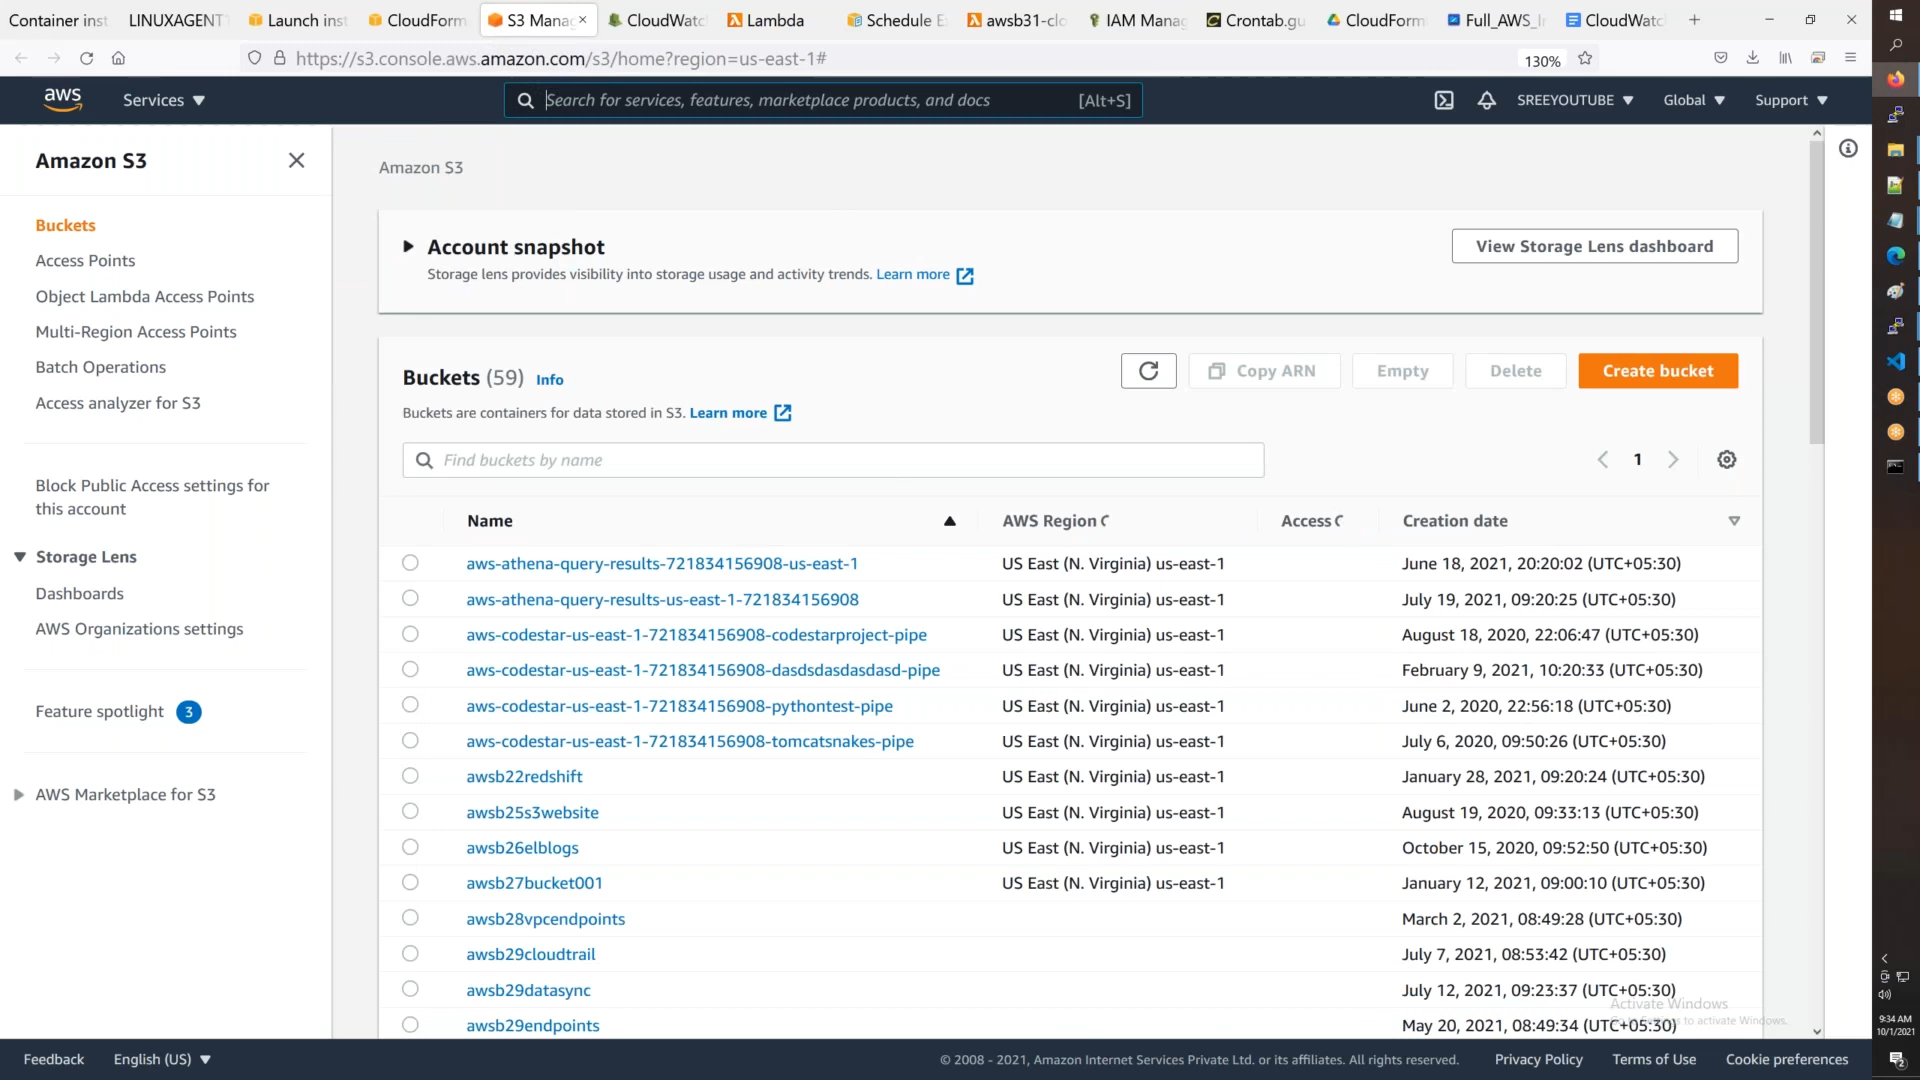 Container inst
LINUXAGENT
Launch inst
CloudForm
S3 Manag
CloudWatc
Lambda
Schedule E
awsb31-clo
IAM Manag
Crontab.gu
CloudForm
Full_AWS_I
CloudWatc
https://s3.console.aws.amazon.com/s3/home?region=us-east-1#
130%
aws
Services
Search for services, features, marketplace products, and docs
[Alt+S]
SREEYOUTUBE
Global
Support
Amazon S3
Buckets
Access Points
Object Lambda Access Points
Multi-Region Access Points
Batch Operations
Access analyzer for S3
Block Public Access settings for
this account
Storage Lens
Dashboards
AWS Organizations settings
Feature spotlight 3
AWS Marketplace for S3
Amazon S3
Account snapshot
Storage lens provides visibility into storage usage and activity trends. Learn more
View Storage Lens dashboard
Buckets (59) Info
Copy ARN
Empty
Delete
Create bucket
Buckets are containers for data stored in S3. Learn more
Find buckets by name
1
Name AWS Region Access Creation date
aws-athena-query-results-721834156908-us-east-1 US East (N. Virginia) us-east-1 June 18, 2021, 20:20:02 (UTC+05:30)
aws-athena-query-results-us-east-1-721834156908 US East (N. Virginia) us-east-1 July 19, 2021, 09:20:25 (UTC+05:30)
aws-codestar-us-east-1-721834156908-codestarproject-pipe US East (N. Virginia) us-east-1 August 18, 2020, 22:06:47 (UTC+05:30)
aws-codestar-us-east-1-721834156908-dasdsdasdasdasd-pipe US East (N. Virginia) us-east-1 February 9, 2021, 10:20:33 (UTC+05:30)
aws-codestar-us-east-1-721834156908-pythontest-pipe US East (N. Virginia) us-east-1 June 2, 2020, 22:56:18 (UTC+05:30)
aws-codestar-us-east-1-721834156908-tomcatsnakes-pipe US East (N. Virginia) us-east-1 July 6, 2020, 09:50:26 (UTC+05:30)
awsb22redshift US East (N. Virginia) us-east-1 January 28, 2021, 09:20:24 (UTC+05:30)
awsb25s3website US East (N. Virginia) us-east-1 August 19, 2020, 09:33:13 (UTC+05:30)
awsb26elblogs US East (N. Virginia) us-east-1 October 15, 2020, 09:52:50 (UTC+05:30)
awsb27bucket001 US East (N. Virginia) us-east-1 January 12, 2021, 09:00:10 (UTC+05:30)
awsb28vpcendpoints March 2, 2021, 08:49:28 (UTC+05:30)
awsb29cloudtrail July 7, 2021, 08:53:42 (UTC+05:30)
awsb29datasync July 12, 2021, 09:23:37 (UTC+05:30)
awsb29endpoints May 20, 2021, 08:49:34 (UTC+05:30)
Activate Windows
to activate Windows.
9:34 AM
10/1/2021
2
Feedback
English (US)
© 2008 - 2021, Amazon Internet Services Private Ltd. or its affiliates. All rights reserved.
Privacy Policy
Terms of Use
Cookie preferences